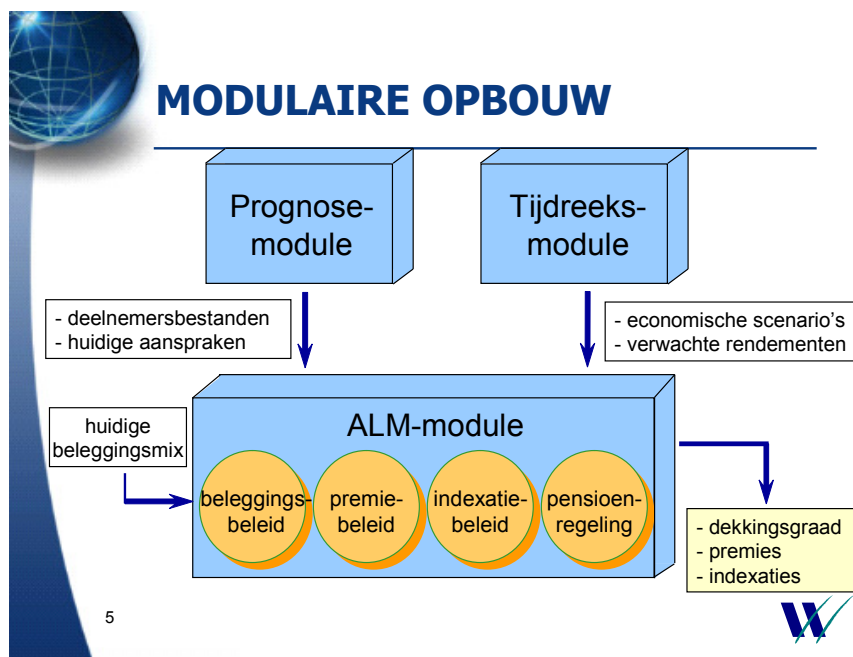 MODULAIRE OPBOUW
Prognose-
module
Tijdreeks-
module
- deelnemersbestanden
- huidige aanspraken
- economische scenario's
- verwachte rendementen
huidige
beleggingsmix
ALM-module
beleggings-
beleid
premie-
beleid
indexatie-
beleid
pensioen-
regeling
- dekkingsgraad
- premies
- indexaties
5